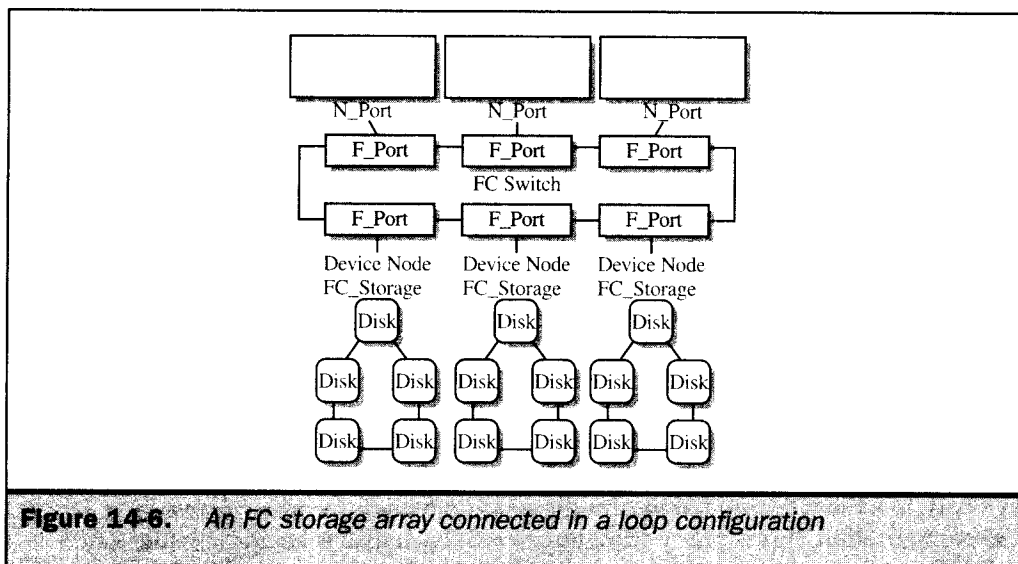 N_Port N_Port N_Port
F_Port F_Port F_Port
FC Switch
F_Port F_Port F_Port
Device Node Device Node Device Node
FC_Storage FC_Storage FC_Storage
Disk Disk Disk
Disk Disk Disk Disk Disk Disk
Disk Disk Disk Disk Disk Disk
Figure 14-6. An FC storage array connected in a loop configuration